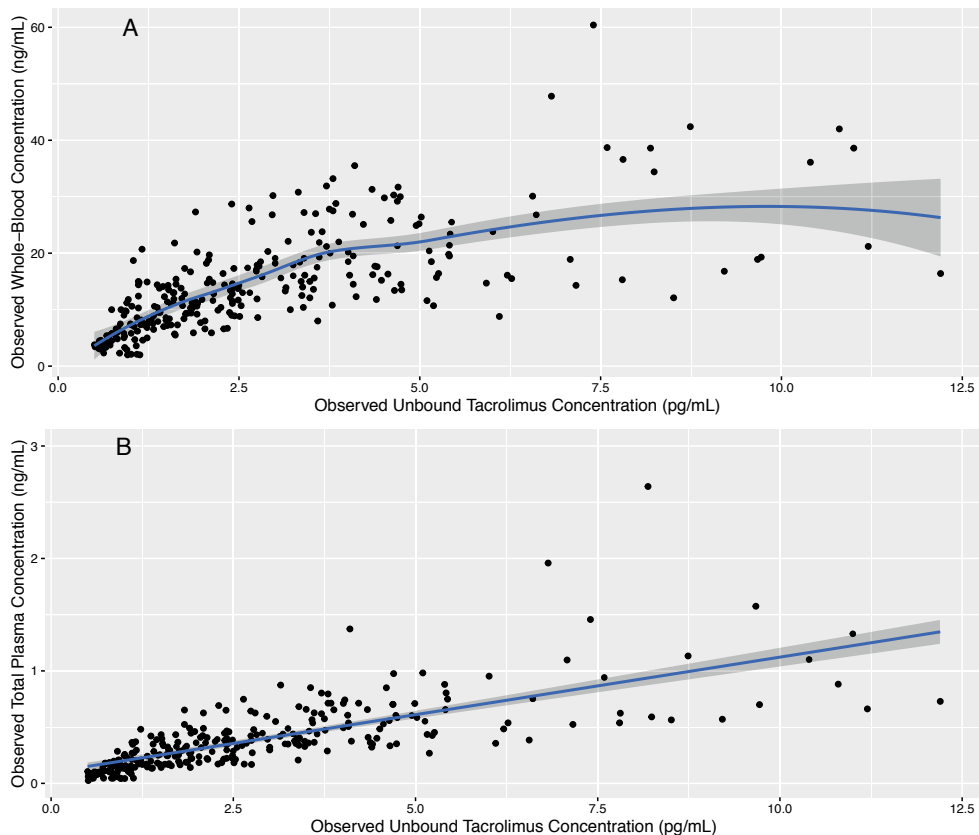 A
Observed Whole-Blood Concentration (ng/mL)
60
40
20
0
0.0 2.5 5.0 7.5 10.0 12.5
Observed Unbound Tacrolimus Concentration (pg/mL)
B
Observed Total Plasma Concentration (ng/mL)
3
2
1
0
0.0 2.5 5.0 7.5 10.0 12.5
Observed Unbound Tacrolimus Concentration (pg/mL)